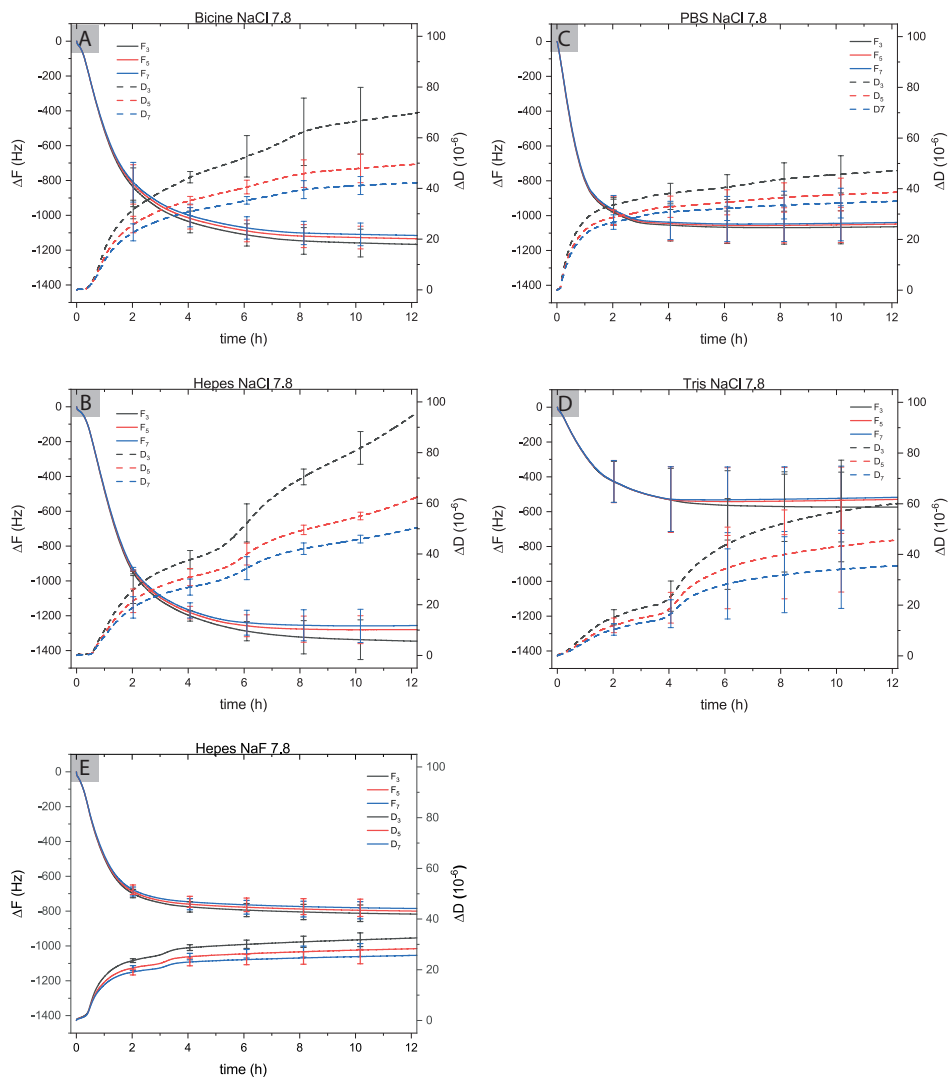 Bicine NaCl 7.8
A
0
-200
-400
-600
-800
-1000
-1200
-1400
ΔF (Hz)
F3
F5
F7
D3
D5
D7
100
80
60
40
20
0
ΔD (10-6)
0 2 4 6 8 10 12
time (h)
PBS NaCl 7.8
C
0
-200
-400
-600
-800
-1000
-1200
-1400
ΔF (Hz)
F3
F5
F7
D3
D5
D7
100
80
60
40
20
0
ΔD (10-6)
0 2 4 6 8 10 12
time (h)
Hepes NaCl 7.8
B
0
-200
-400
-600
-800
-1000
-1200
-1400
ΔF (Hz)
F3
F5
F7
D3
D5
D7
100
80
60
40
20
0
ΔD (10-6)
0 2 4 6 8 10 12
time (h)
Tris NaCl 7.8
D
0
-200
-400
-600
-800
-1000
-1200
-1400
ΔF (Hz)
F3
F5
F7
D3
D5
D7
100
80
60
40
20
0
ΔD (10-6)
0 2 4 6 8 10 12
time (h)
Hepes NaF 7.8
E
0
-200
-400
-600
-800
-1000
-1200
-1400
ΔF (Hz)
F3
F5
F7
D3
D5
D7
100
80
60
40
20
0
ΔD (10-6)
0 2 4 6 8 10 12
time (h)